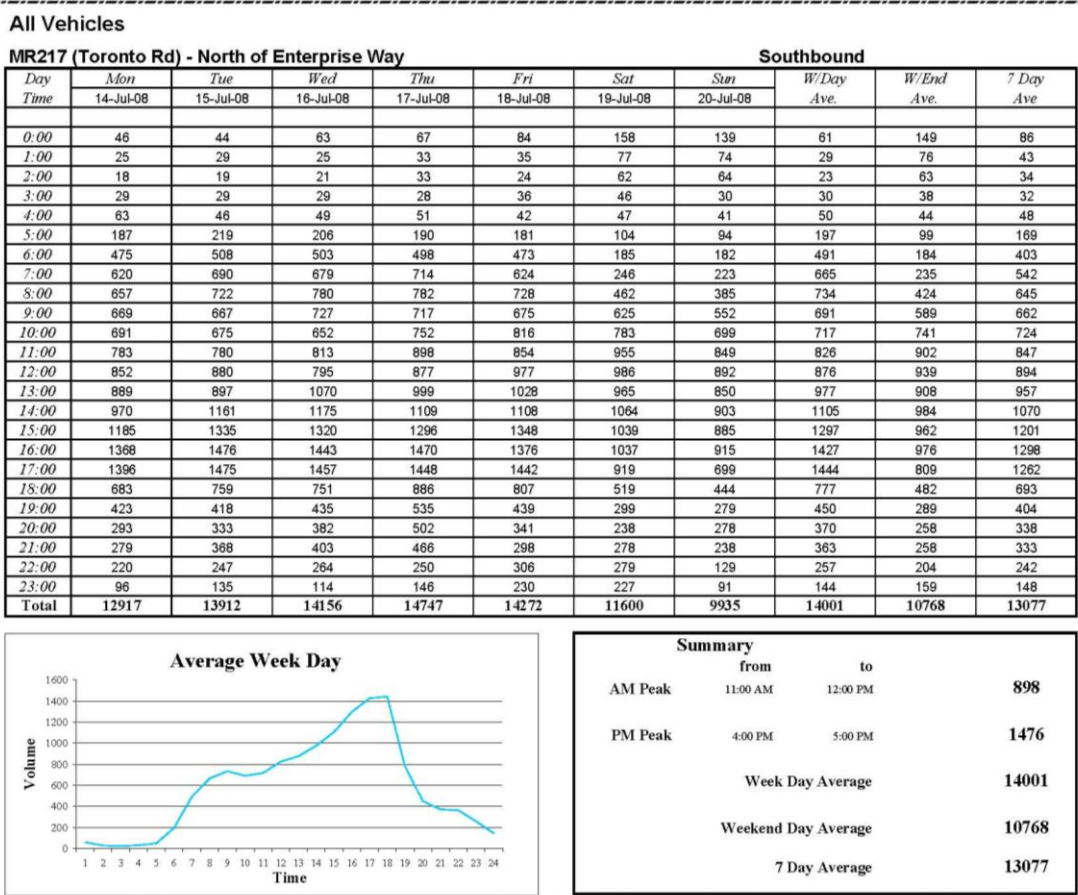 All Vehicles
MR217 (Toronto Rd) - North of Enterprise Way Southbound
Day Mon Tue Wed Thu Fri Sat Sun W/Day W/End 7 Day
Time 14-Jul-08 15-Jul-08 16-Jul-08 17-Jul-08 18-Jul-08 19-Jul-08 20-Jul-08 Ave. Ave. Ave
0:00 46 44 63 67 84 158 139 61 149 86
1:00 25 29 25 33 35 77 74 29 76 43
2:00 18 19 21 33 24 62 64 23 63 34
3:00 29 29 29 28 36 46 30 30 38 32
4:00 63 46 49 51 42 47 41 50 44 48
5:00 187 219 206 190 181 104 94 197 99 169
6:00 475 508 503 498 473 185 182 491 184 403
7:00 620 690 679 714 624 246 223 665 235 542
8:00 657 722 780 782 728 462 385 734 424 645
9:00 669 667 727 717 675 625 552 691 589 662
10:00 691 675 652 752 816 783 699 717 741 724
11:00 783 780 813 898 854 955 849 826 902 847
12:00 852 880 795 877 977 986 892 876 939 894
13:00 889 897 1070 999 1028 965 850 977 908 957
14:00 970 1161 1175 1109 1108 1064 903 1105 984 1070
15:00 1185 1335 1320 1296 1348 1039 885 1297 962 1201
16:00 1368 1476 1443 1470 1376 1037 915 1427 976 1298
17:00 1396 1475 1457 1448 1442 919 699 1444 809 1262
18:00 683 759 751 886 807 519 444 777 482 693
19:00 423 418 435 535 439 299 279 450 289 404
20:00 293 333 382 502 341 238 278 370 258 338
21:00 279 368 403 466 298 278 238 363 258 333
22:00 220 247 264 250 306 279 129 257 204 242
23:00 96 135 114 146 230 227 91 144 159 148
Total 12917 13912 14156 14747 14272 11600 9935 14001 10768 13077
Average Week Day
1600
1400
1200
1000
800
600
400
200
0
Volume
1 2 3 4 5 6 7 8 9 10 11 12 13 14 15 16 17 18 19 20 21 22 23 24
Time
Summary
from to
AM Peak 11:00 AM 12:00 PM 898
PM Peak 4:00 PM 5:00 PM 1476
Week Day Average 14001
Weekend Day Average 10768
7 Day Average 13077